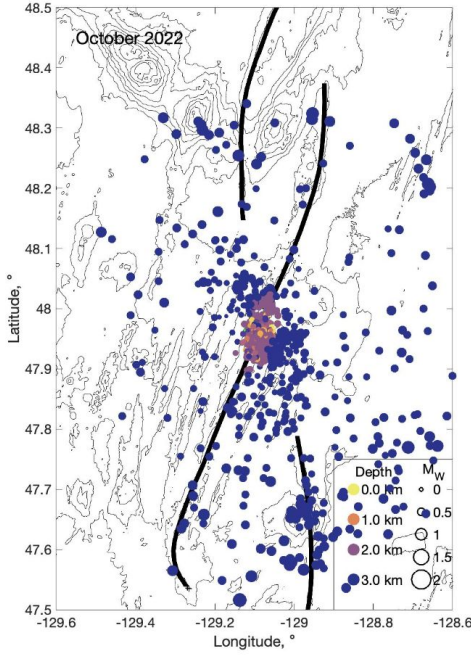 October 2022
48.5
48.4
48.3
48.2
48.1
48
47.9
47.8
47.7
47.6
47.5
Latitude, °
Depth M_W
0.0 km 0
1.0 km 0.5
2.0 km 1
3.0 km 1.5
2
-129.6 -129.4 -129.2 -129 -128.8 -128.6
Longitude, °